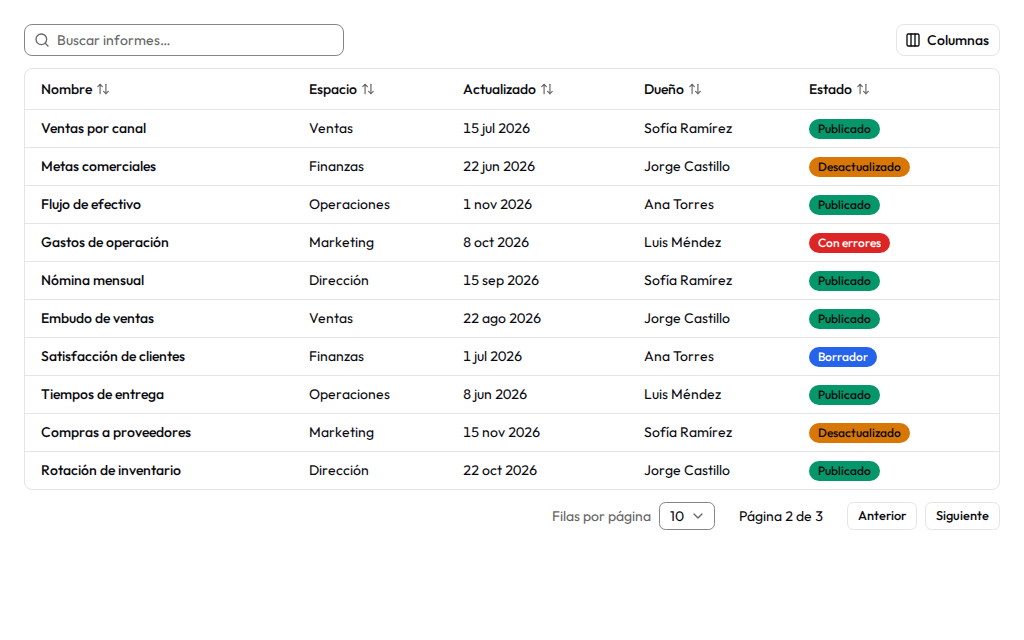 Buscar informes...
Columnas
Nombre Espacio Actualizado Dueño Estado
Ventas por canal Ventas 15 jul 2026 Sofía Ramírez Publicado
Metas comerciales Finanzas 22 jun 2026 Jorge Castillo Desactualizado
Flujo de efectivo Operaciones 1 nov 2026 Ana Torres Publicado
Gastos de operación Marketing 8 oct 2026 Luis Méndez Con errores
Nómina mensual Dirección 15 sep 2026 Sofía Ramírez Publicado
Embudo de ventas Ventas 22 ago 2026 Jorge Castillo Publicado
Satisfacción de clientes Finanzas 1 jul 2026 Ana Torres Borrador
Tiempos de entrega Operaciones 8 jun 2026 Luis Méndez Publicado
Compras a proveedores Marketing 15 nov 2026 Sofía Ramírez Desactualizado
Rotación de inventario Dirección 22 oct 2026 Jorge Castillo Publicado
Filas por página 10 Página 2 de 3 Anterior Siguiente